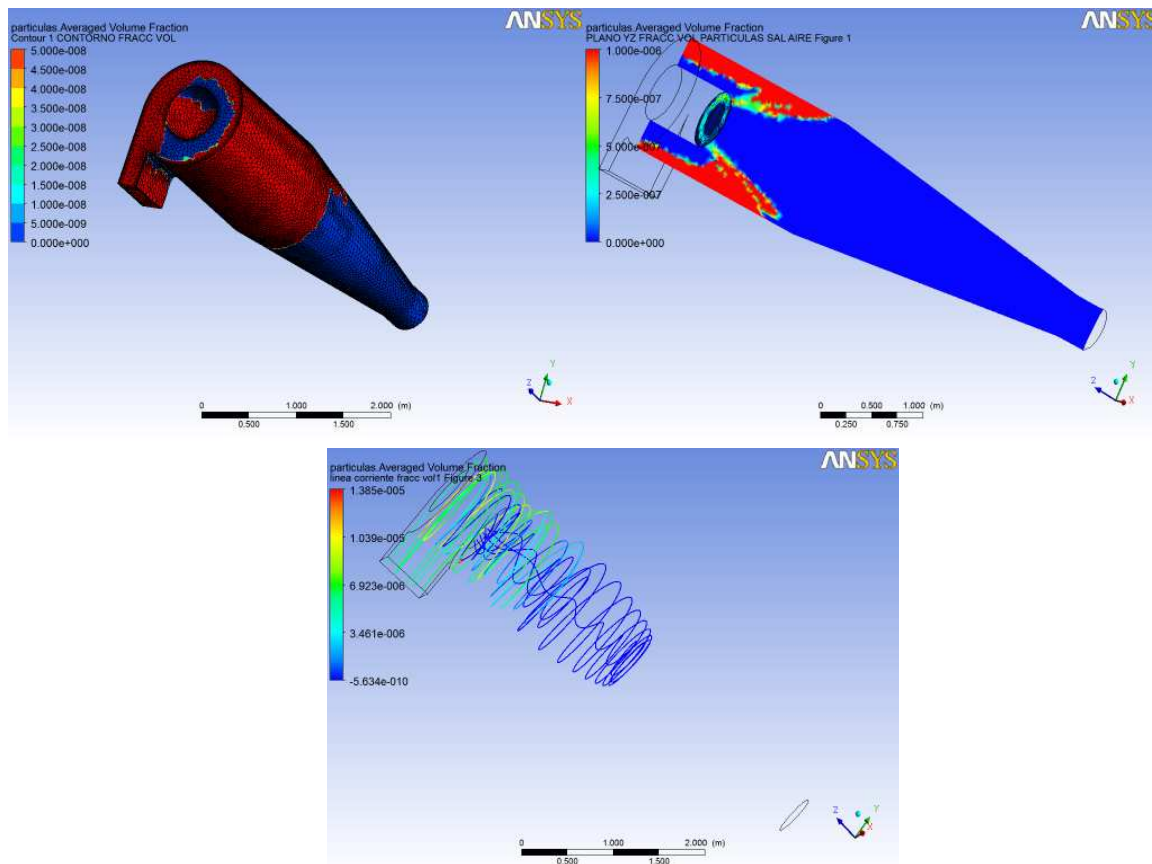 ANSYS
particulas.Averaged Volume Fraction
Contour 1 CONTORNO FRACC VOL
5.000e-008
4.500e-008
4.000e-008
3.500e-008
3.000e-008
2.500e-008
2.000e-008
1.500e-008
1.000e-008
5.000e-009
0.000e+000
0 1.000 2.000 (m)
0.500 1.500
Z Y X
ANSYS
particulas.Averaged Volume Fraction
PLANO YZ FRACC VOL PARTICULAS SAL AIRE Figure 1
1.000e-006
7.500e-007
2.500e-007
0.000e+000
0 0.500 1.000 (m)
0.250 0.750
Z Y X
ANSYS
particulas.Averaged Volume Fraction
linea corriente fracc vol1 Figure 3
1.385e-005
1.039e-005
6.923e-006
3.461e-006
-5.634e-010
0 1.000 2.000 (m)
0.500 1.500
Z Y X